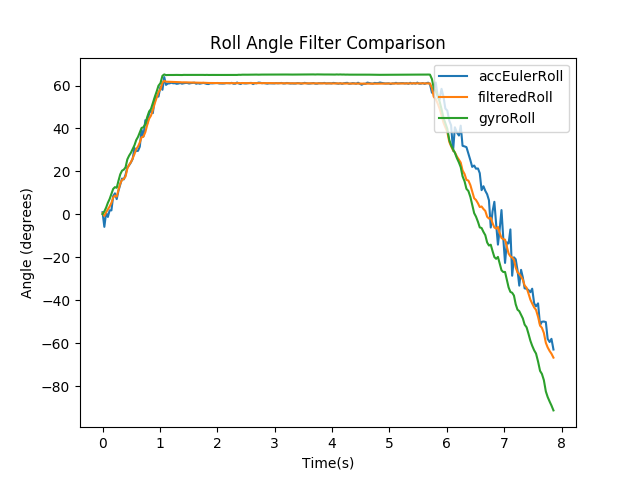 Roll Angle Filter Comparison
accEulerRoll
filteredRoll
gyroRoll
Angle (degrees)
60
40
20
0
−20
−40
−60
−80
0 1 2 3 4 5 6 7 8
Time(s)